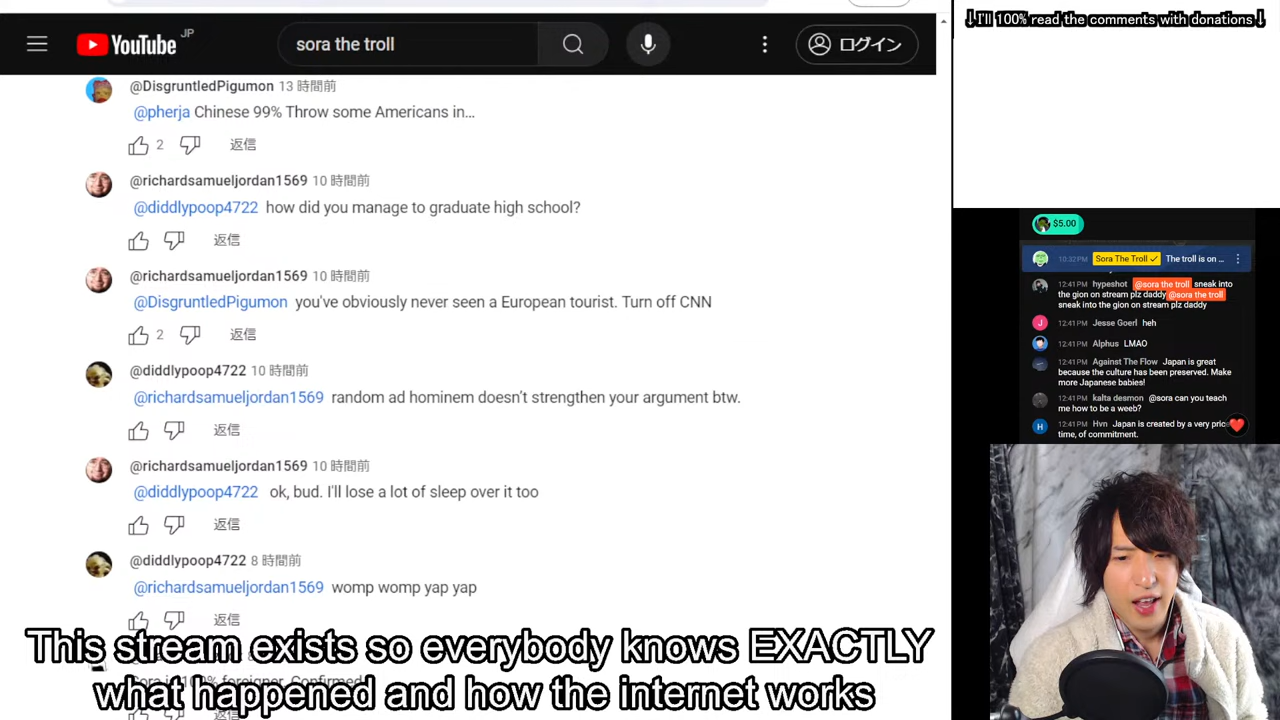 ↓I'll 100% read the comments with donations↓
YouTube JP
sora the troll
ログイン
@DisgruntledPigumon 13 時間前
@pherja Chinese 99% Throw some Americans in…
2 返信
@richardsamueljordan1569 10 時間前
@diddlypoop4722 how did you manage to graduate high school?
返信
@richardsamueljordan1569 10 時間前
@DisgruntledPigumon you've obviously never seen a European tourist. Turn off CNN
2 返信
@diddlypoop4722 10 時間前
@richardsamueljordan1569 random ad hominem doesn't strengthen your argument btw.
返信
@richardsamueljordan1569 10 時間前
@diddlypoop4722 ok, bud. I'll lose a lot of sleep over it too
返信
@diddlypoop4722 8 時間前
@richardsamueljordan1569 womp womp yap yap
返信
Sora is 100% foreigner. Confirmed
返信
This stream exists so everybody knows EXACTLY
what happened and how the internet works
$5.00
10:32PM Sora The Troll The troll is on ...
12:41PM hypeshot @sora the troll sneak into
the gion on stream plz daddy @sora the troll
sneak into the gion on stream plz daddy
12:41PM Jesse Goerl heh
12:41PM Alphus LMAO
12:41PM Against The Flow Japan is great
because the culture has been preserved. Make
more Japanese babies!
12:41PM kalta desmon @sora can you teach
me how to be a weeb?
12:41PM Hvn Japan is created by a very
time, of commitment.
H
J